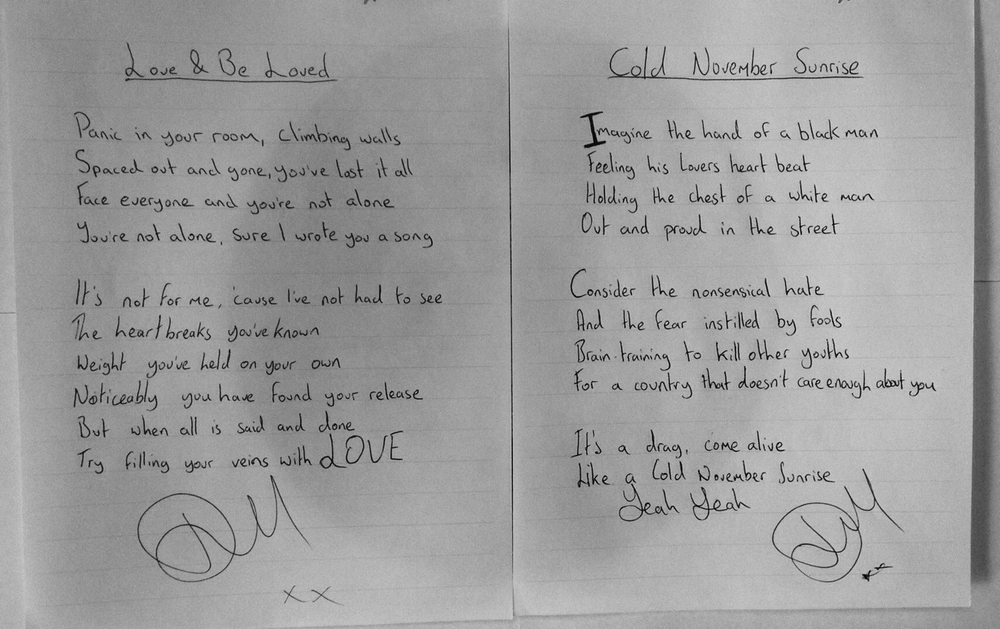 Love & Be Loved
Panic in your room, Climbing walls
Spaced out and gone, you've lost it all
Face everyone and you're not alone
You're not alone, sure I wrote you a song
It's not for me, 'cause I've not had to see
The heartbreaks you've known
Weight you've held on your own
Noticeably you have found your release
But when all is said and done
Try filling your veins with LOVE
xx
Cold November Sunrise
Imagine the hand of a black man
Feeling his lovers heart beat
Holding the chest of a white man
Out and proud in the street
Consider the nonsensical hate
And the fear instilled by fools
Brain-training to kill other youths
For a country that doesn't care enough about you
It's a drag, come alive
Like a Cold November Sunrise
Yeah Yeah
xx